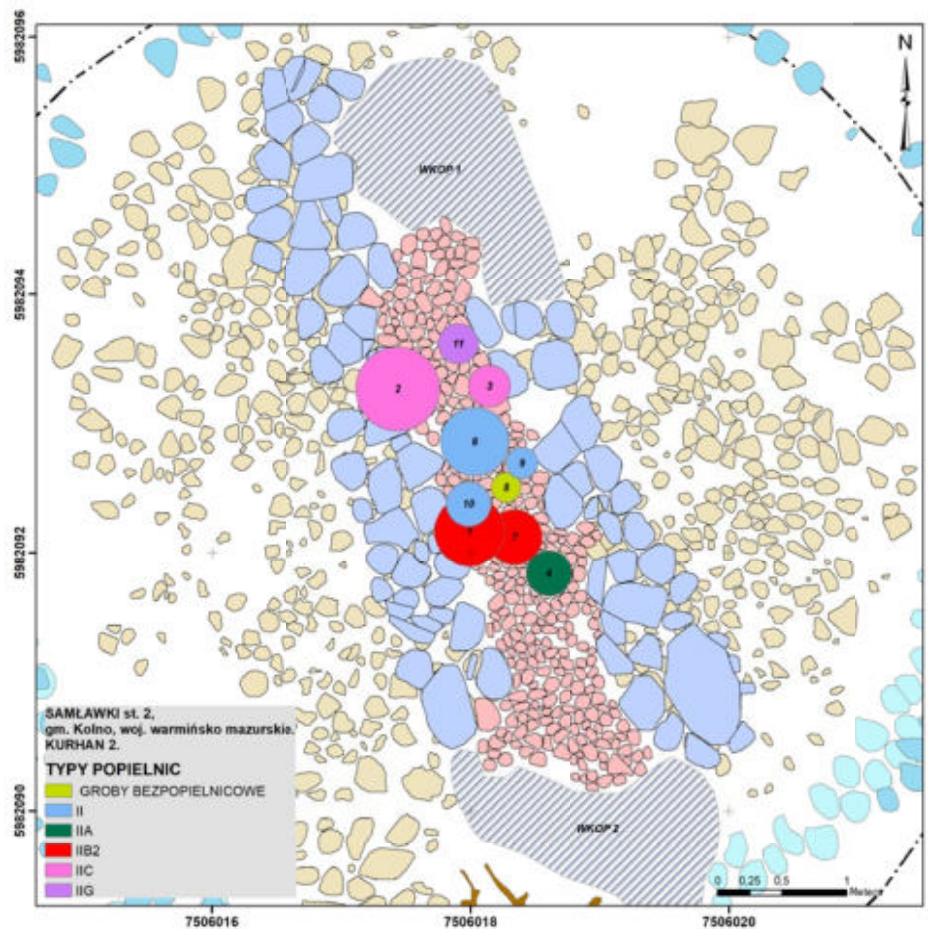 5982096
N
WKOP 1
5982094
11
2
3
6
9
8
10
1
7
5982092
4
SAMŁAWKI st. 2,
gm. Kolno, woj. warmińsko mazurskie.
KURHAN 2.
TYPY POPIELNIC
GROBY BEZPOPIELNICOWE
II
IIA
IIB2
IIC
IIG
5982090
WKOP 2
0 0,25 0,5 1
7506016
7506018
7506020